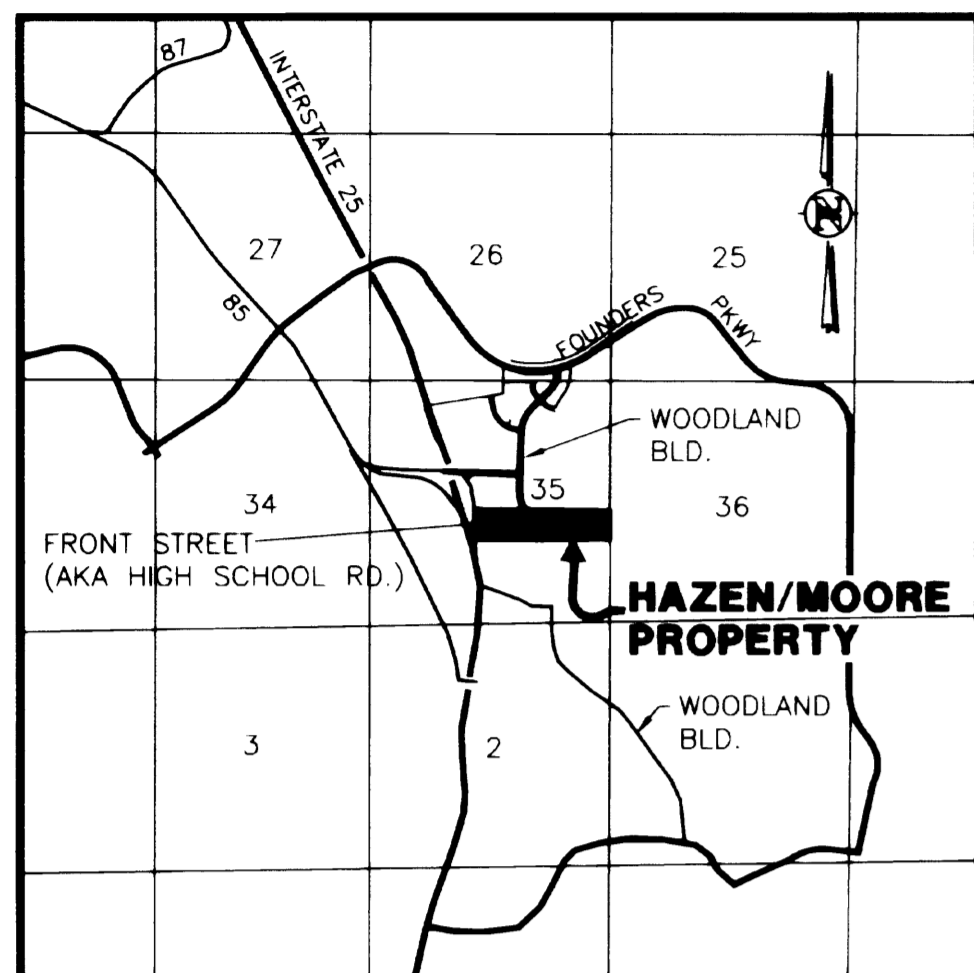 87
INTERSTATE 25
N
27
26
25
85
FOUNDERS
PKWY
WOODLAND
BLD.
34
35
36
FRONT STREET
(AKA HIGH SCHOOL RD.)
HAZEN/MOORE
PROPERTY
WOODLAND
BLD.
3
2